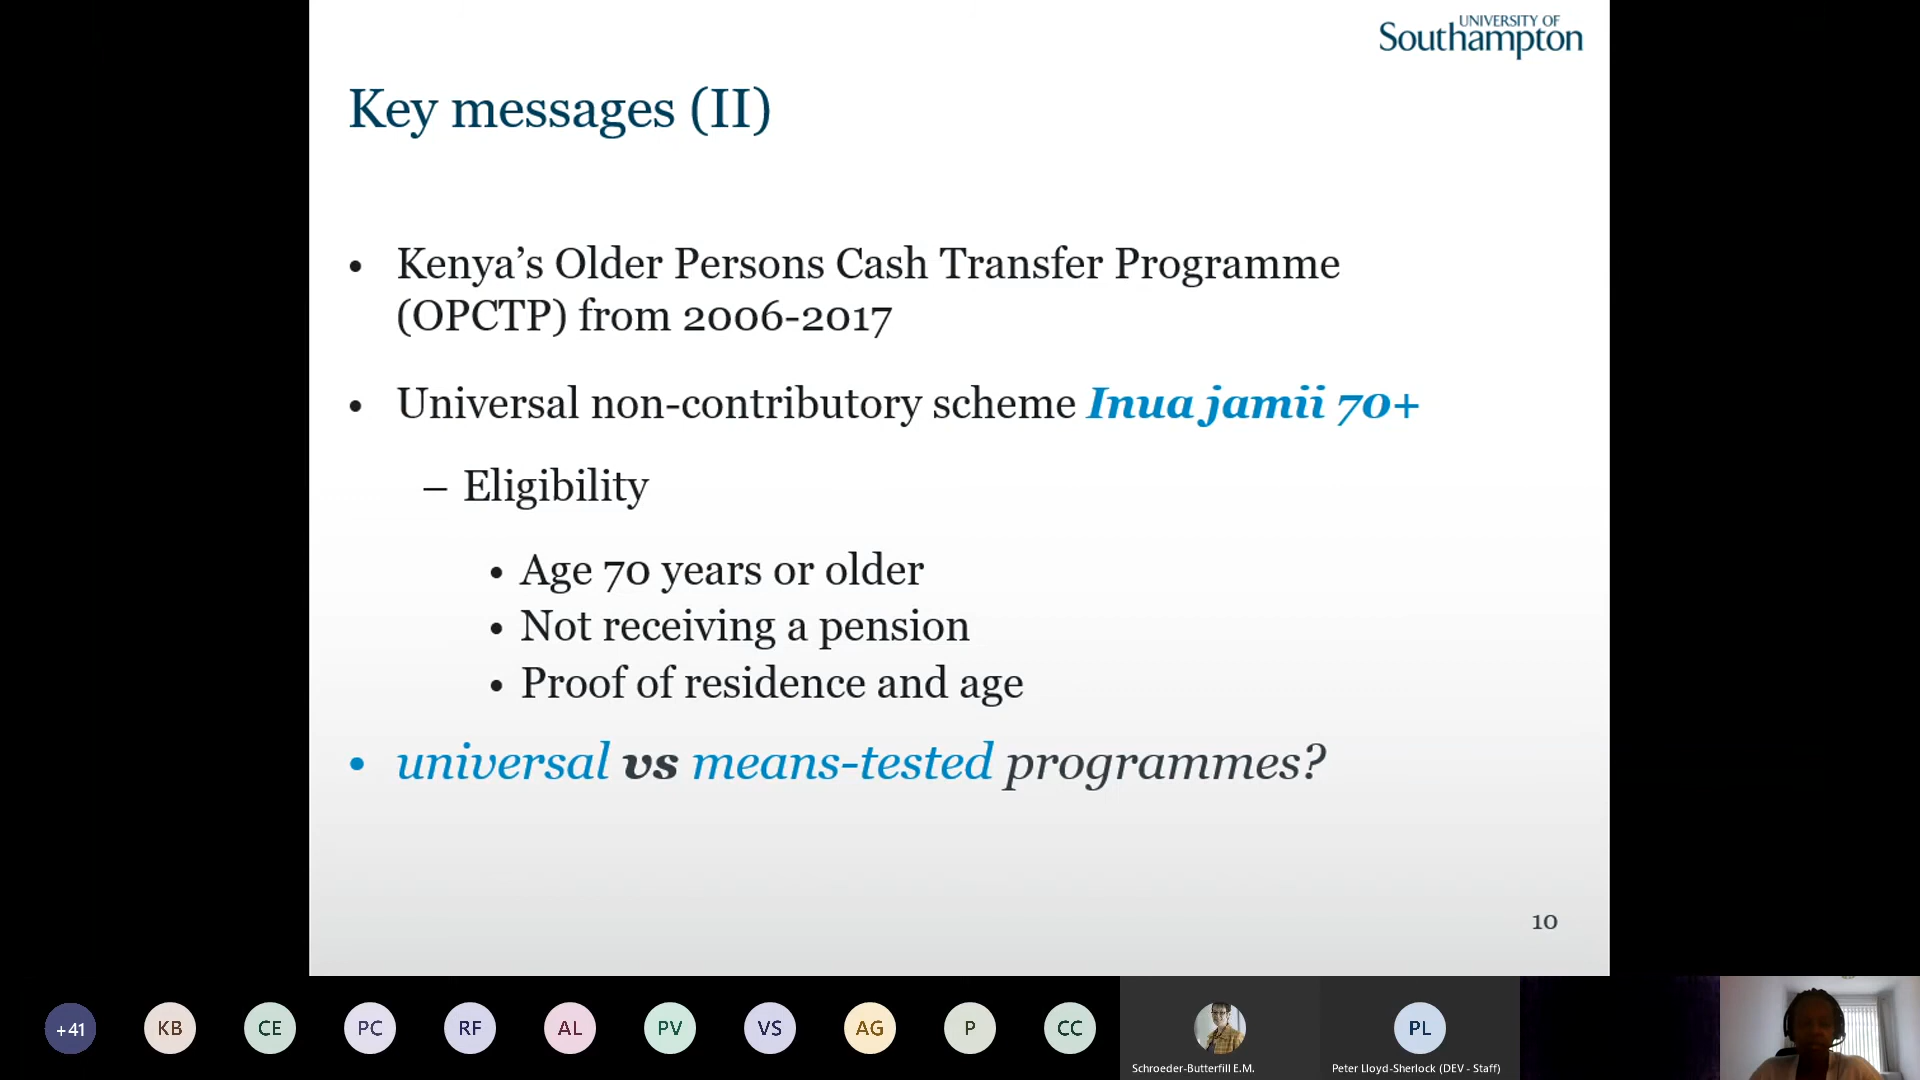 UNIVERSITY OF
Southampton
Key messages (II)
• Kenya’s Older Persons Cash Transfer Programme
(OPCTP) from 2006-2017
• Universal non-contributory scheme Inua jamii 70+
– Eligibility
• Age 70 years or older
• Not receiving a pension
• Proof of residence and age
• universal vs means-tested programmes?
10
+41
KB
CE
PC
RF
AL
PV
VS
AG
P
CC
PL
Schroeder-Butterfill E.M.
Peter Lloyd-Sherlock (DEV - Staff)